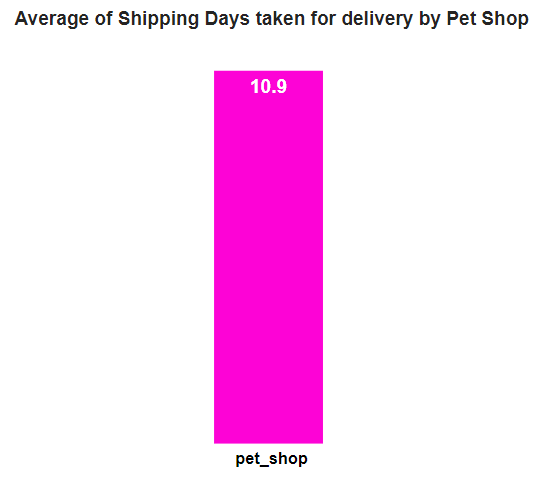 Average of Shipping Days taken for delivery by Pet Shop
10.9
pet_shop